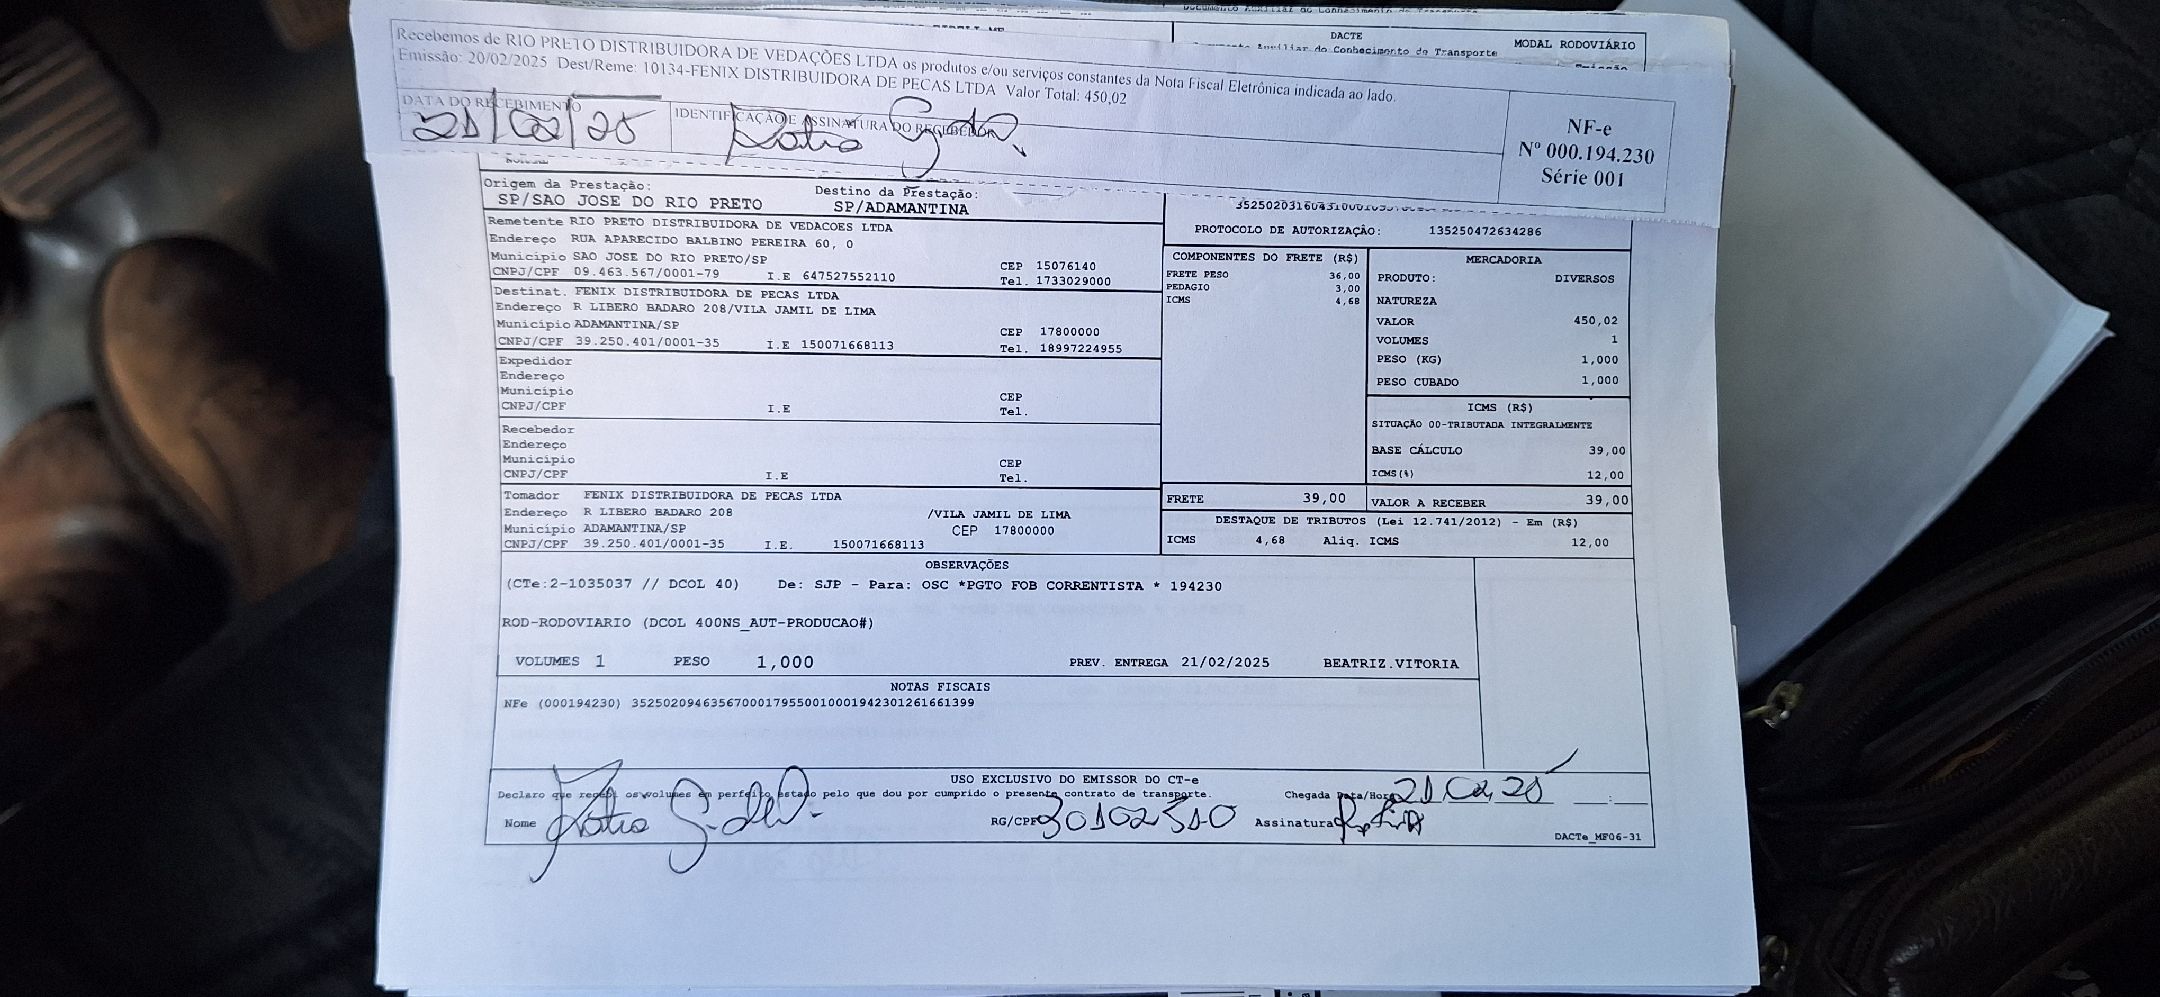 DACTE
Documento Auxiliar do Conhecimento de Transporte
MODAL RODOVIÁRIO
Recebemos de RIO PRETO DISTRIBUIDORA DE VEDAÇÕES LTDA os produtos e/ou serviços constantes da Nota Fiscal Eletrônica indicada ao lado.
Emissão: 20/02/2025 Dest/Reme: 10134-FENIX DISTRIBUIDORA DE PECAS LTDA Valor Total: 450,02
DATA DO RECEBIMENTO
21/02/25
IDENTIFICAÇÃO E ASSINATURA DO RECEBEDOR
NF-e
Nº 000.194.230
Série 001
Origem da Prestação:
SP/SAO JOSE DO RIO PRETO
Destino da Prestação:
SP/ADAMANTINA
PROTOCOLO DE AUTORIZAÇÃO: 135250472634286
Remetente RIO PRETO DISTRIBUIDORA DE VEDACOES LTDA
Endereço RUA APARECIDO BALBINO PEREIRA 60, 0
Município SAO JOSE DO RIO PRETO/SP CEP 15076140
CNPJ/CPF 09.463.567/0001-79 I.E 647527552110 Tel. 1733029000
Destinat. FENIX DISTRIBUIDORA DE PECAS LTDA
Endereço R LIBERO BADARO 208/VILA JAMIL DE LIMA
Município ADAMANTINA/SP CEP 17800000
CNPJ/CPF 39.250.401/0001-35 I.E 150071668113 Tel. 18997224955
Expedidor
Endereço
Município CEP
CNPJ/CPF I.E Tel.
Recebedor
Endereço
Município CEP
CNPJ/CPF I.E Tel.
Tomador FENIX DISTRIBUIDORA DE PECAS LTDA
Endereço R LIBERO BADARO 208 /VILA JAMIL DE LIMA
Município ADAMANTINA/SP CEP 17800000
CNPJ/CPF 39.250.401/0001-35 I.E. 150071668113
COMPONENTES DO FRETE (R$)
FRETE PESO 36,00
PEDAGIO 3,00
ICMS 4,68
MERCADORIA
PRODUTO: DIVERSOS
NATUREZA
VALOR 450,02
VOLUMES 1
PESO (KG) 1,000
PESO CUBADO 1,000
ICMS (R$)
SITUAÇÃO 00-TRIBUTADA INTEGRALMENTE
BASE CÁLCULO 39,00
ICMS(%) 12,00
FRETE 39,00
VALOR A RECEBER 39,00
DESTAQUE DE TRIBUTOS (Lei 12.741/2012) - Em (R$)
ICMS 4,68 Aliq. ICMS 12,00
OBSERVAÇÕES
(CTe:2-1035037 // DCOL 40) De: SJP - Para: OSC *PGTO FOB CORRENTISTA * 194230
ROD-RODOVIARIO (DCOL 400NS_AUT-PRODUCAO#)
VOLUMES 1 PESO 1,000 PREV. ENTREGA 21/02/2025 BEATRIZ.VITORIA
NOTAS FISCAIS
NFe (000194230) 35250209463567000179550010001942301261661399
USO EXCLUSIVO DO EMISSOR DO CT-e
Declaro que recebi os volumes em perfeito estado pelo que dou por cumprido o presente contrato de transporte. Chegada Data/Hora 21 02 25 __:__
Nome RG/CPF 30102510 Assinatura
DACTe_MF06-31